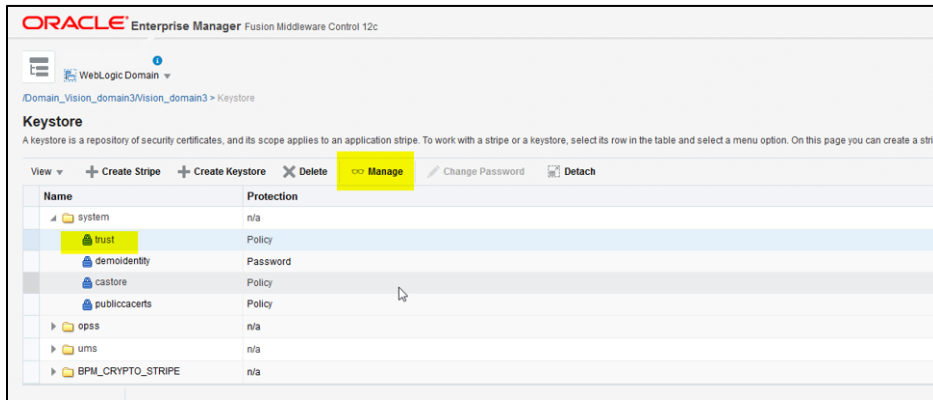 ORACLE Enterprise Manager Fusion Middleware Control 12c
WebLogic Domain
/Domain_Vision_domain3/Vision_domain3 > Keystore
Keystore
A keystore is a repository of security certificates, and its scope applies to an application stripe. To work with a stripe or a keystore, select its row in the table and select a menu option. On this page you can create a stri
View Create Stripe Create Keystore Delete Manage Change Password Detach
Name Protection
system n/a
trust Policy
demoidentity Password
castore Policy
publiccacerts Policy
opss n/a
ums n/a
BPM_CRYPTO_STRIPE n/a